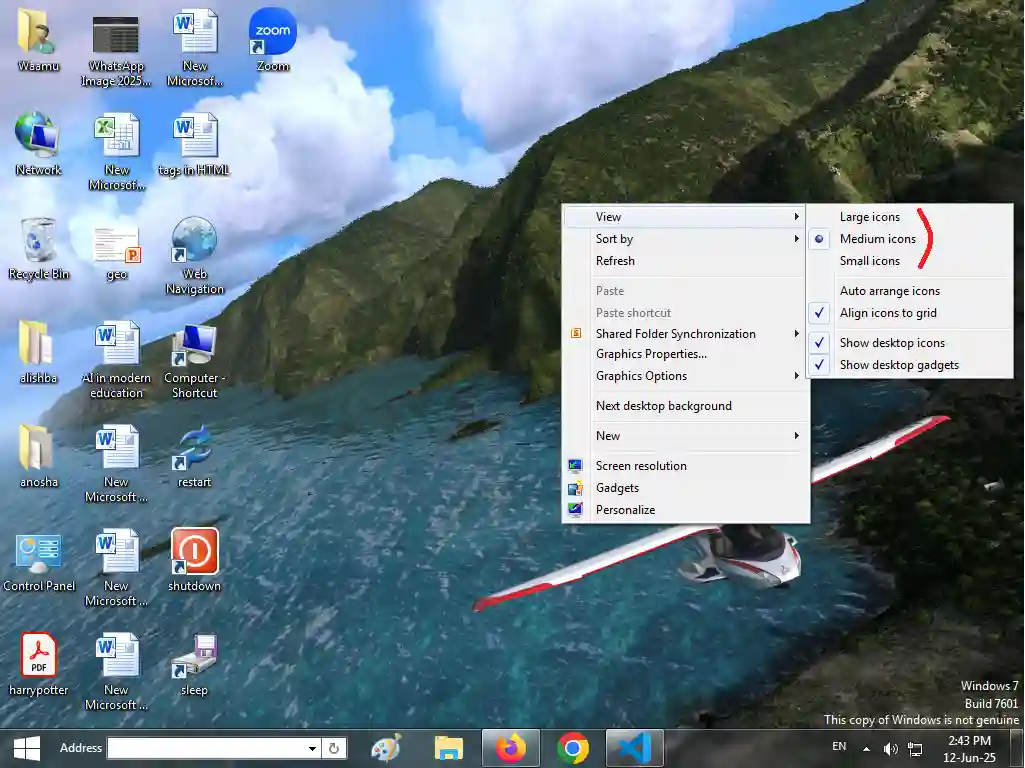 Waamu
WhatsApp
Image 2025...
New
Microsof...
zoom
Zoom
Network
New
Microsof...
tags in HTML
Recycle Bin
geo
Web
Navigation
alishba
AI in modern
education
Computer -
Shortcut
anosha
New
Microsoft ...
restart
Control Panel
New
Microsoft ...
shutdown
PDF
harrypotter
New
Microsoft ...
sleep
View
Sort by
Refresh
Paste
Paste shortcut
Shared Folder Synchronization
Graphics Properties...
Graphics Options
Next desktop background
New
Screen resolution
Gadgets
Personalize
Large icons
Medium icons
Small icons
Auto arrange icons
Align icons to grid
Show desktop icons
Show desktop gadgets
Windows 7
Build 7601
This copy of Windows is not genuine
Address
EN
2:43 PM
12-Jun-25